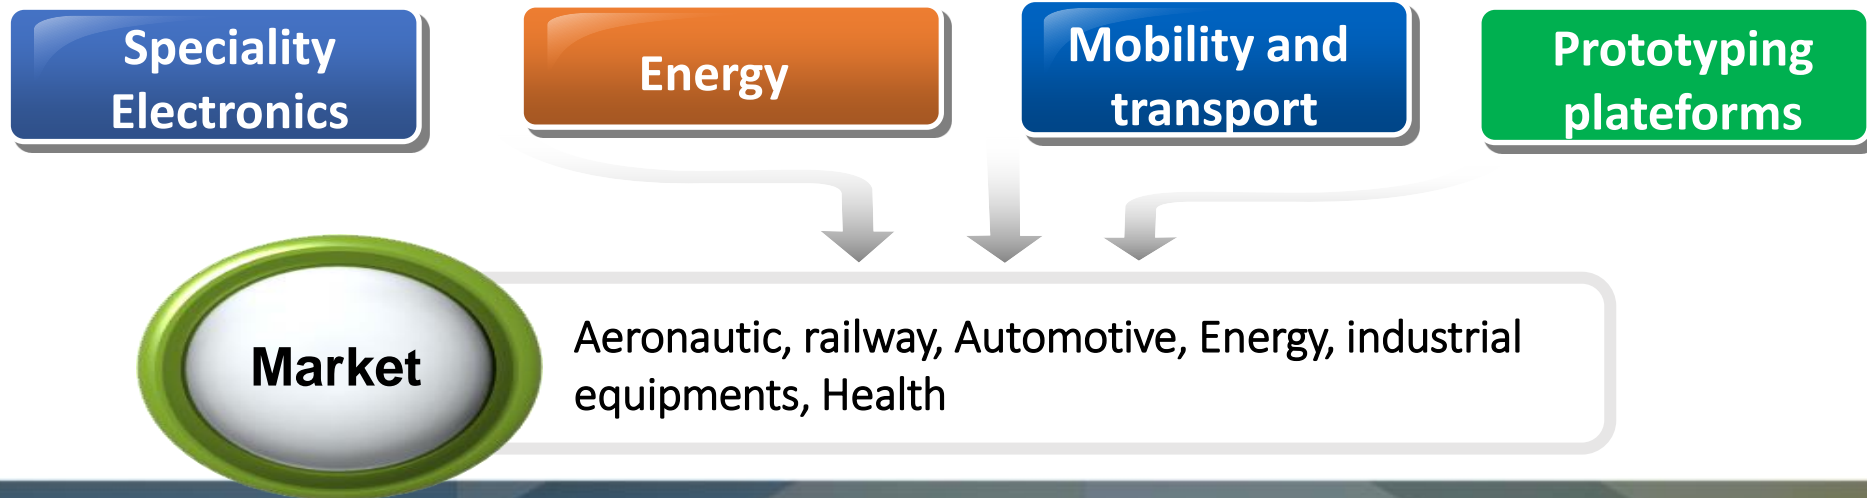 Speciality
Electronics
Energy
Mobility and
transport
Prototyping
plateforms
Market
Aeronautic, railway, Automotive, Energy, industrial
equipments, Health